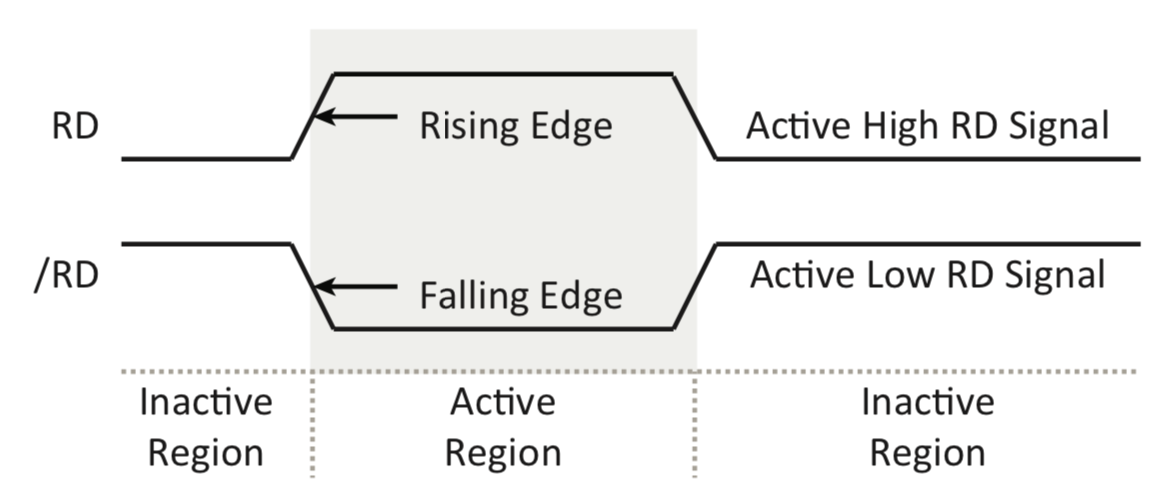 RD
Rising Edge
Active High RD Signal
/RD
Falling Edge
Active Low RD Signal
Inactive
Region
Active
Region
Inactive
Region